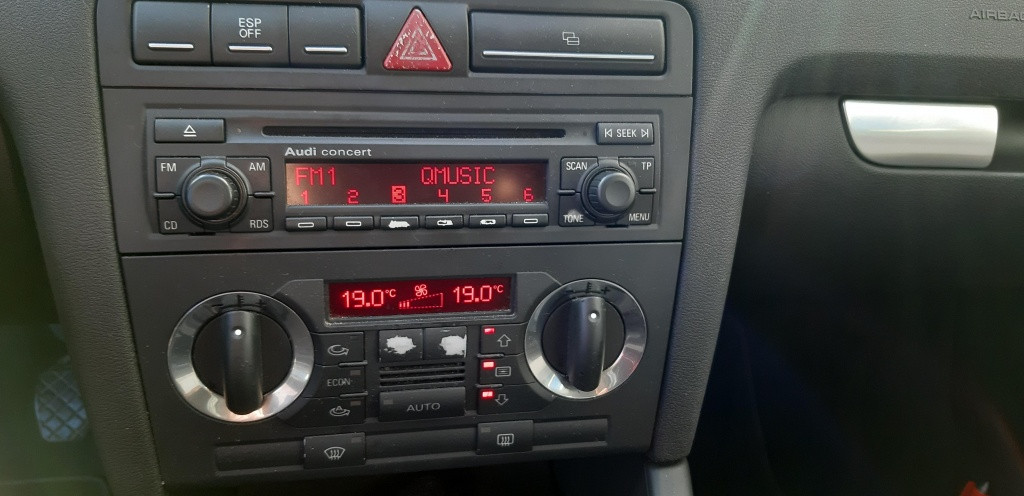 ESP
OFF
AIRBAG
SEEK
Audi concert
FM AM
FM1 QMUSIC
SCAN TP
1 2 3 4 5 6
CD RDS
TONE MENU
19.0°C 19.0°C
ECON
AUTO